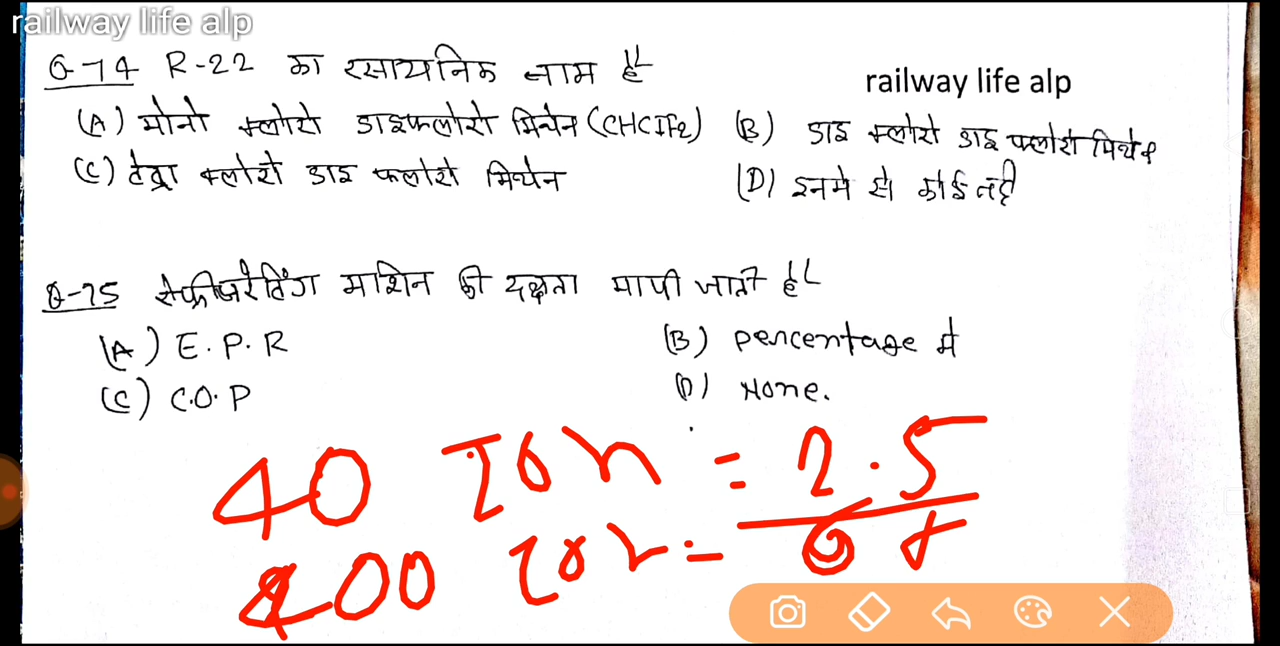 railway life alp
Q-74 R-22 का रसायनिक नाम है
railway life alp
(A) मोनो क्लोरो डाइफ्लोरो मिथेन (CHClF2) (B) डाइ क्लोरो डाइ फ्लोरो मिथेन
(C) टेट्रा क्लोरो डाइ फ्लोरो मिथेन (D) इनमे से कोई नही
Q-75 रेफ्रीजरेटिंग माशिन की दक्षता मापी जाती है
(A) E.P.R (B) percentage में
(C) C.O.P (D) None.
40 Ton = 2.5
400 Ton =